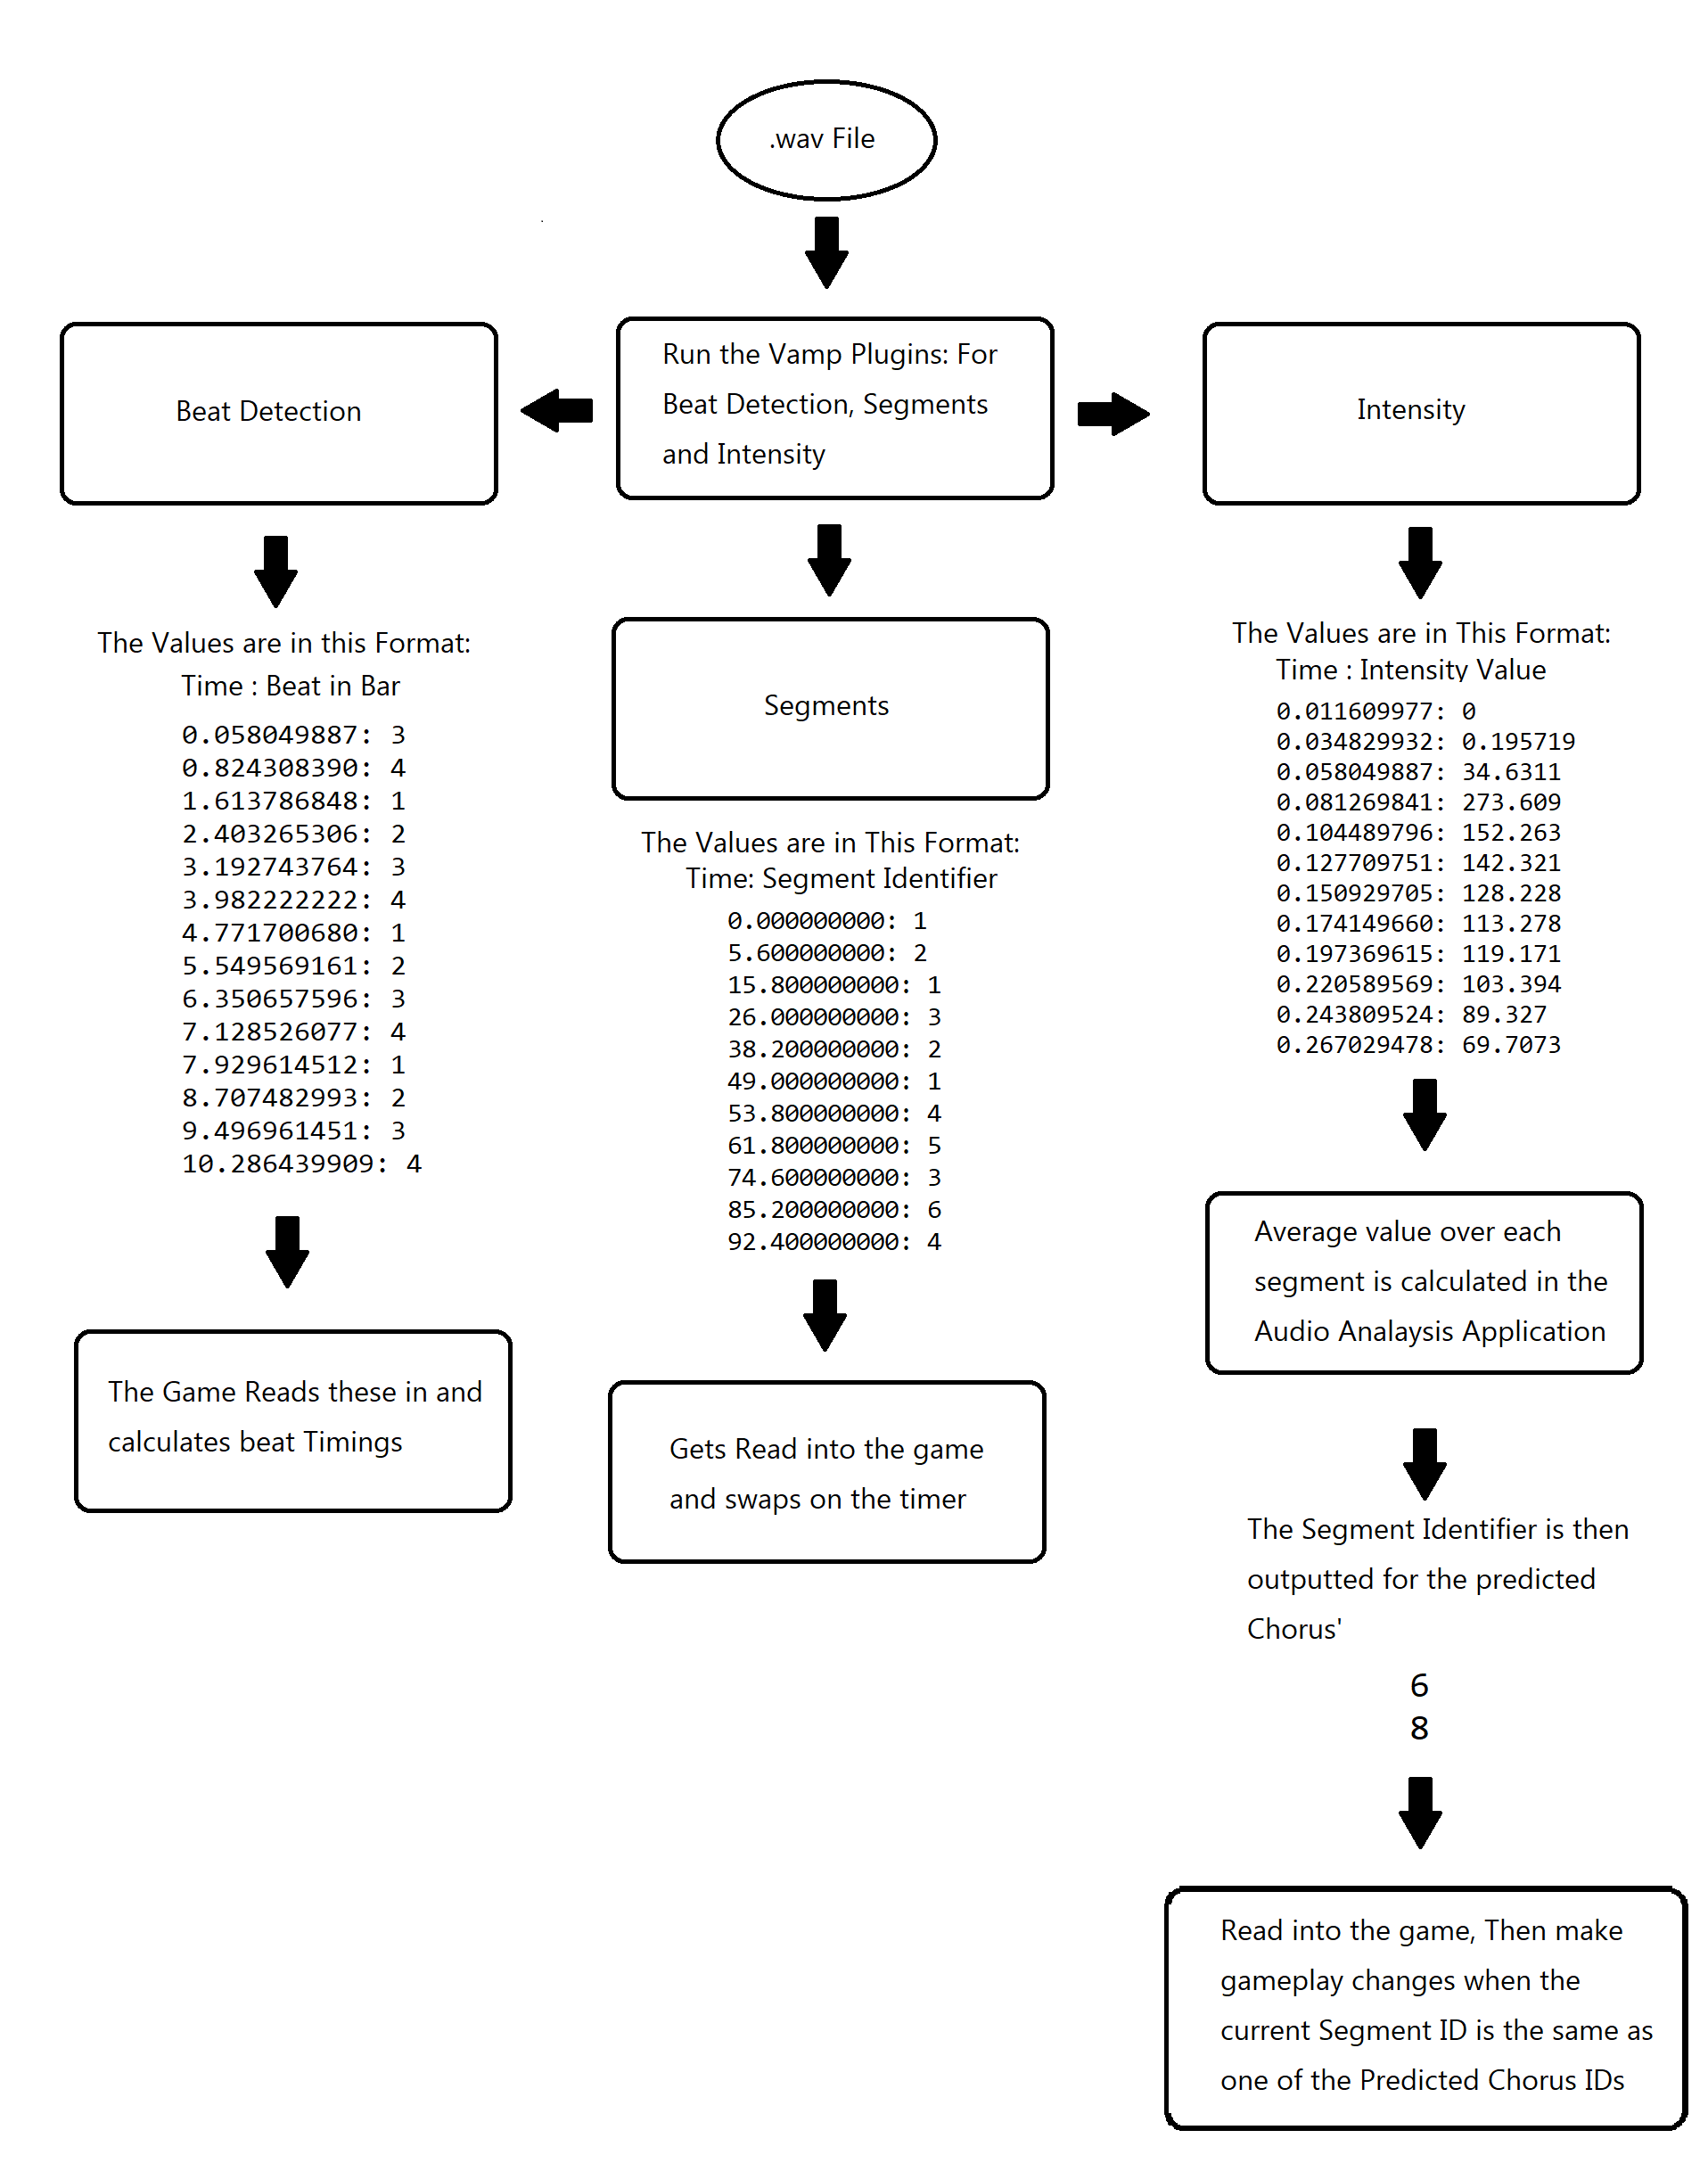 .wav File
Run the Vamp Plugins: For
Beat Detection, Segments
and Intensity
Beat Detection
The Values are in this Format:
Time : Beat in Bar
0.058049887: 3
0.824308390: 4
1.613786848: 1
2.403265306: 2
3.192743764: 3
3.982222222: 4
4.771700680: 1
5.549569161: 2
6.350657596: 3
7.128526077: 4
7.929614512: 1
8.707482993: 2
9.496961451: 3
10.286439909: 4
The Game Reads these in and
calculates beat Timings
Segments
The Values are in This Format:
Time: Segment Identifier
0.000000000: 1
5.600000000: 2
15.800000000: 1
26.000000000: 3
38.200000000: 2
49.000000000: 1
53.800000000: 4
61.800000000: 5
74.600000000: 3
85.200000000: 6
92.400000000: 4
Gets Read into the game
and swaps on the timer
Intensity
The Values are in This Format:
Time : Intensity Value
0.011609977: 0
0.034829932: 0.195719
0.058049887: 34.6311
0.081269841: 273.609
0.104489796: 152.263
0.127709751: 142.321
0.150929705: 128.228
0.174149660: 113.278
0.197369615: 119.171
0.220589569: 103.394
0.243809524: 89.327
0.267029478: 69.7073
Average value over each
segment is calculated in the
Audio Analaysis Application
The Segment Identifier is then
outputted for the predicted
Chorus'
6
8
Read into the game, Then make
gameplay changes when the
current Segment ID is the same as
one of the Predicted Chorus IDs